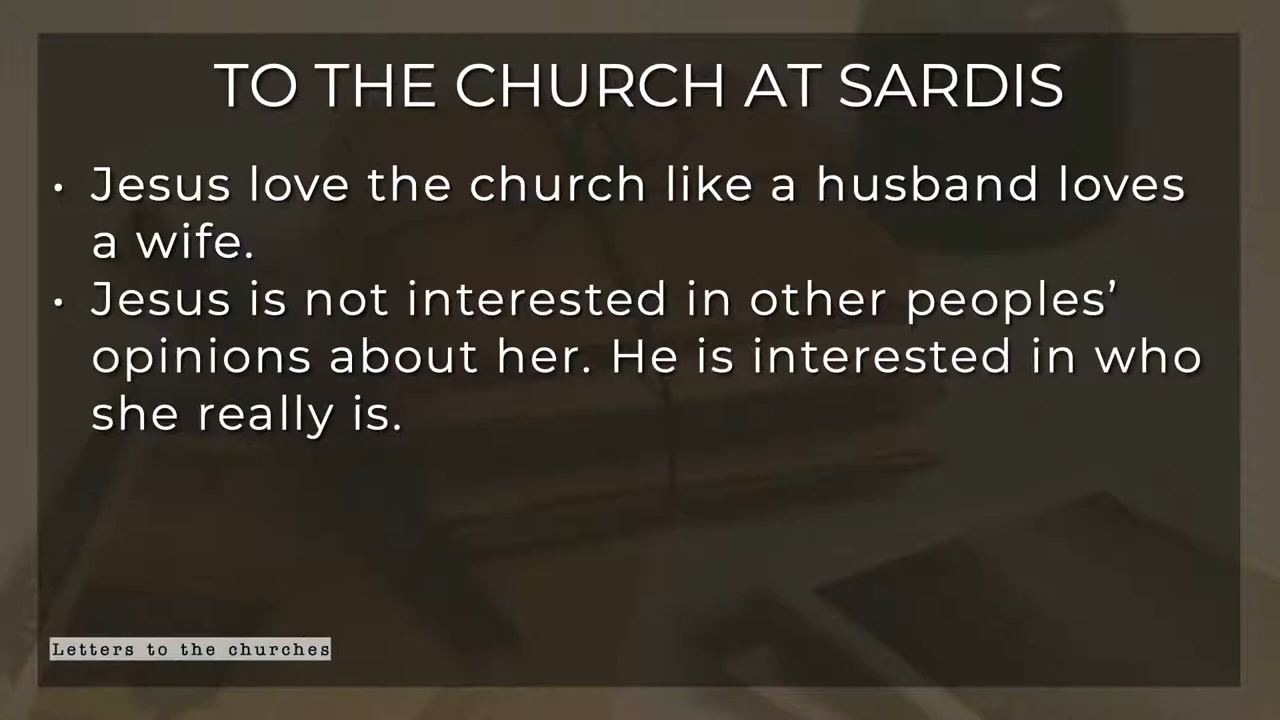 TO THE CHURCH AT SARDIS
• Jesus love the church like a husband loves
a wife.
• Jesus is not interested in other peoples’
opinions about her. He is interested in who
she really is.
Letters to the churches